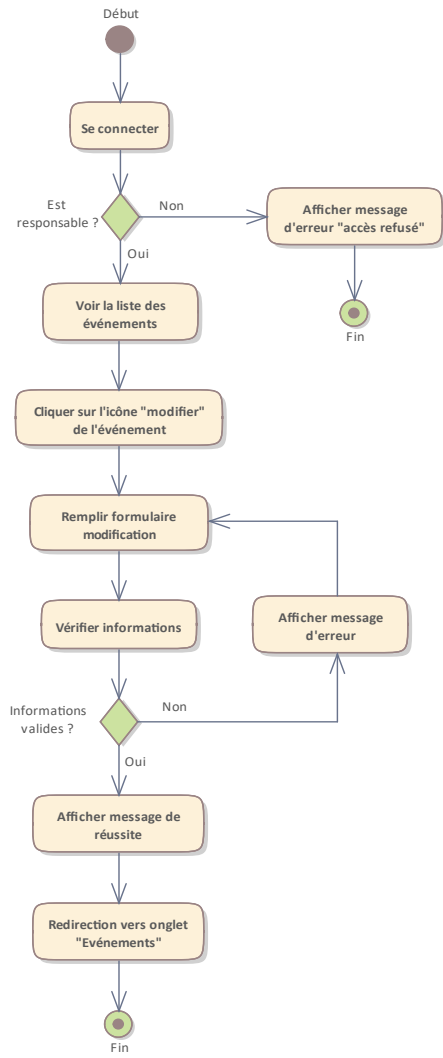 Début
Se connecter
Est
responsable ?
Non
Afficher message
d'erreur "accès refusé"
Oui
Fin
Voir la liste des
événements
Cliquer sur l'icône "modifier"
de l'événement
Remplir formulaire
modification
Vérifier informations
Afficher message
d'erreur
Informations
valides ?
Non
Oui
Afficher message de
réussite
Redirection vers onglet
"Evénements"
Fin